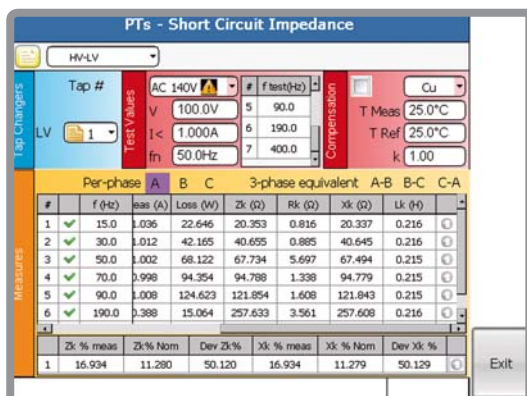 PTs - Short Circuit Impedance
HV-LV
Tap Changers
Tap #
LV
1
Test Values
AC 140V
V 100.0V
I< 1.000A
fn 50.0Hz
# f test(Hz)
5 90.0
6 190.0
7 400.0
Compensation
Cu
T Meas 25.0°C
T Ref 25.0°C
k 1.00
Measures
Per-phase A B C 3-phase equivalent A-B B-C C-A
# f (Hz) eas (A) Loss (W) Zk (Ω) Rk (Ω) Xk (Ω) Lk (H)
1 15.0 1.036 22.646 20.353 0.816 20.337 0.216
2 30.0 1.012 42.165 40.655 0.885 40.645 0.216
3 50.0 1.002 68.122 67.734 5.697 67.494 0.215
4 70.0 0.998 94.354 94.788 1.338 94.779 0.215
5 90.0 1.008 124.623 121.854 1.608 121.843 0.215
6 190.0 0.388 15.064 257.633 3.561 257.608 0.216
Zk % meas Zk% Nom Dev Zk% Xk % meas Xk % Nom Dev Xk %
1 16.934 11.280 50.120 16.934 11.279 50.129
Exit